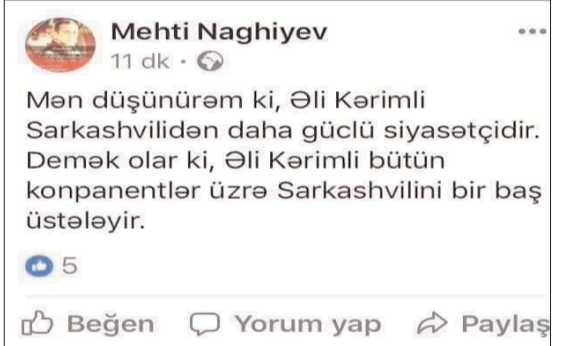 Mehti Naghiyev
11 dk ·
Mən düşünürəm ki, Əli Kərimli
Sarkashvilidən daha güclü siyasətçidir.
Demək olar ki, Əli Kərimli bütün
konpanentlər üzrə Sarkashvilini bir baş
üstələyir.
5
Beğen Yorum yap Paylaş